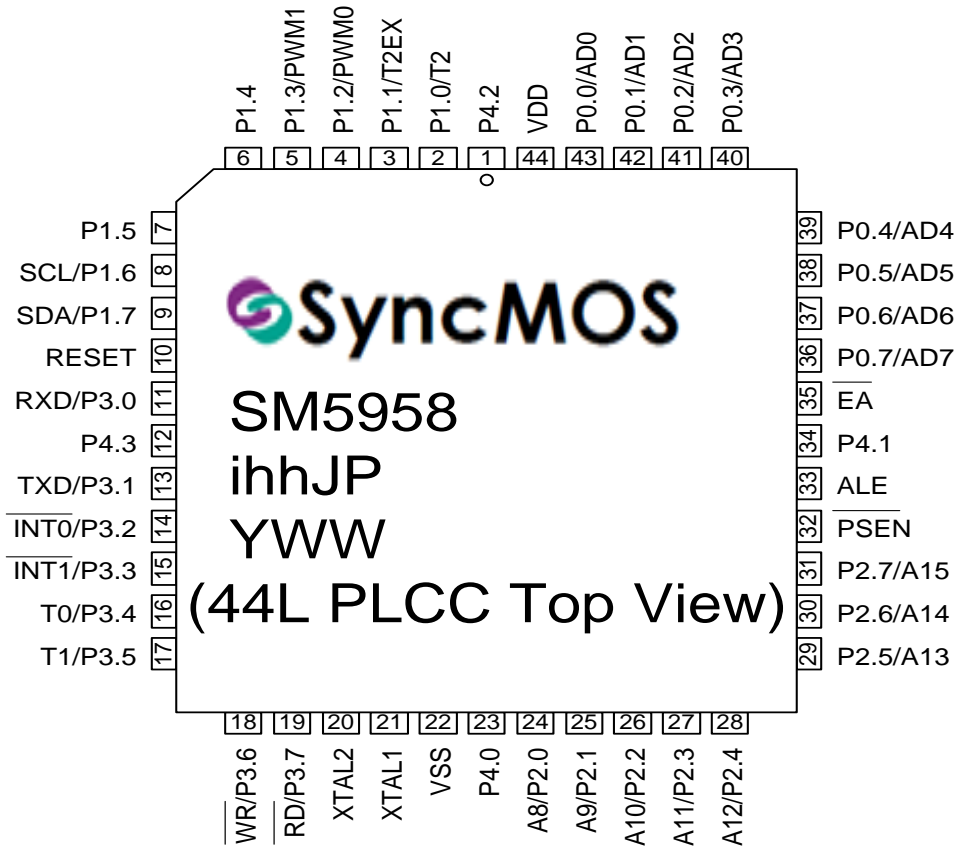 P1.4
P1.3/PWM1
P1.2/PWM0
P1.1/T2EX
P1.0/T2
P4.2
VDD
P0.0/AD0
P0.1/AD1
P0.2/AD2
P0.3/AD3
6 5 4 3 2 1 44 43 42 41 40
P1.5 7
SCL/P1.6 8
SDA/P1.7 9
RESET 10
RXD/P3.0 11
P4.3 12
TXD/P3.1 13
INT0/P3.2 14
INT1/P3.3 15
T0/P3.4 16
T1/P3.5 17
SyncMOS
SM5958
ihhJP
YWW
(44L PLCC Top View)
39 P0.4/AD4
38 P0.5/AD5
37 P0.6/AD6
36 P0.7/AD7
35 EA
34 P4.1
33 ALE
32 PSEN
31 P2.7/A15
30 P2.6/A14
29 P2.5/A13
18 19 20 21 22 23 24 25 26 27 28
WR/P3.6
RD/P3.7
XTAL2
XTAL1
VSS
P4.0
A8/P2.0
A9/P2.1
A10/P2.2
A11/P2.3
A12/P2.4